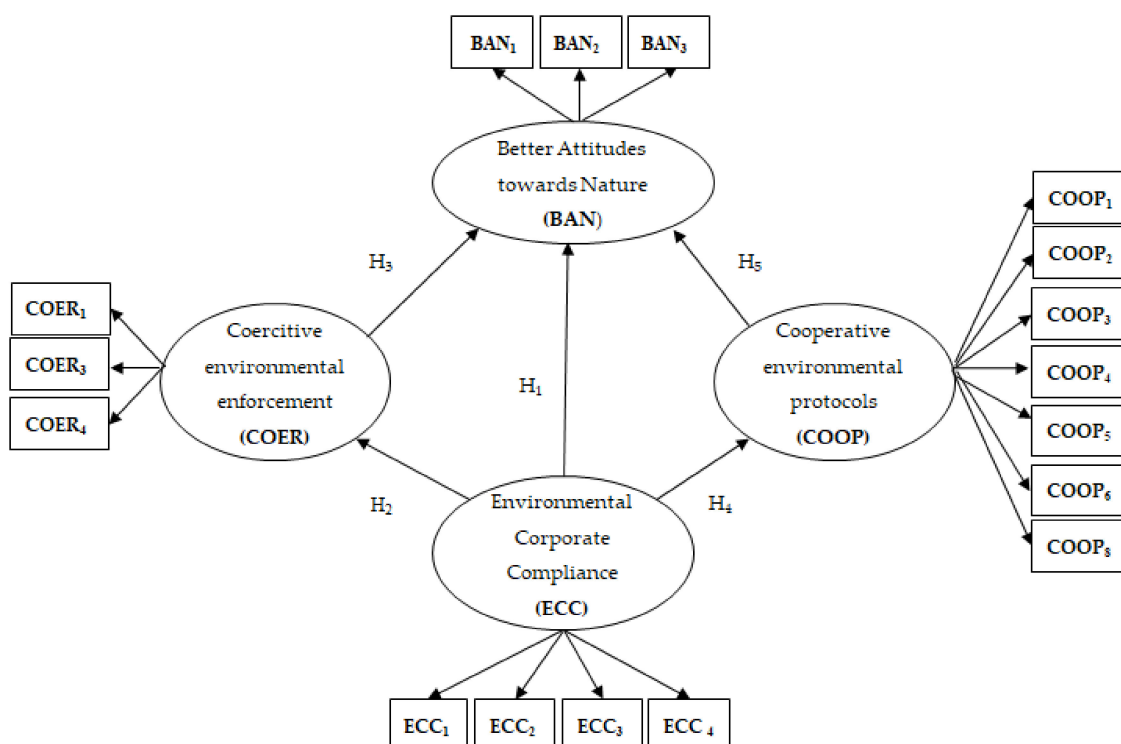 BAN₁ BAN₂ BAN₃
Better Attitudes
towards Nature
(BAN)
H₃
H₅
COER₁
COER₃
COER₄
Coercitive
environmental
enforcement
(COER)
H₁
Cooperative
environmental
protocols
(COOP)
COOP₁
COOP₂
COOP₃
COOP₄
COOP₅
COOP₆
COOP₈
H₂
H₄
Environmental
Corporate
Compliance
(ECC)
ECC₁ ECC₂ ECC₃ ECC ₄